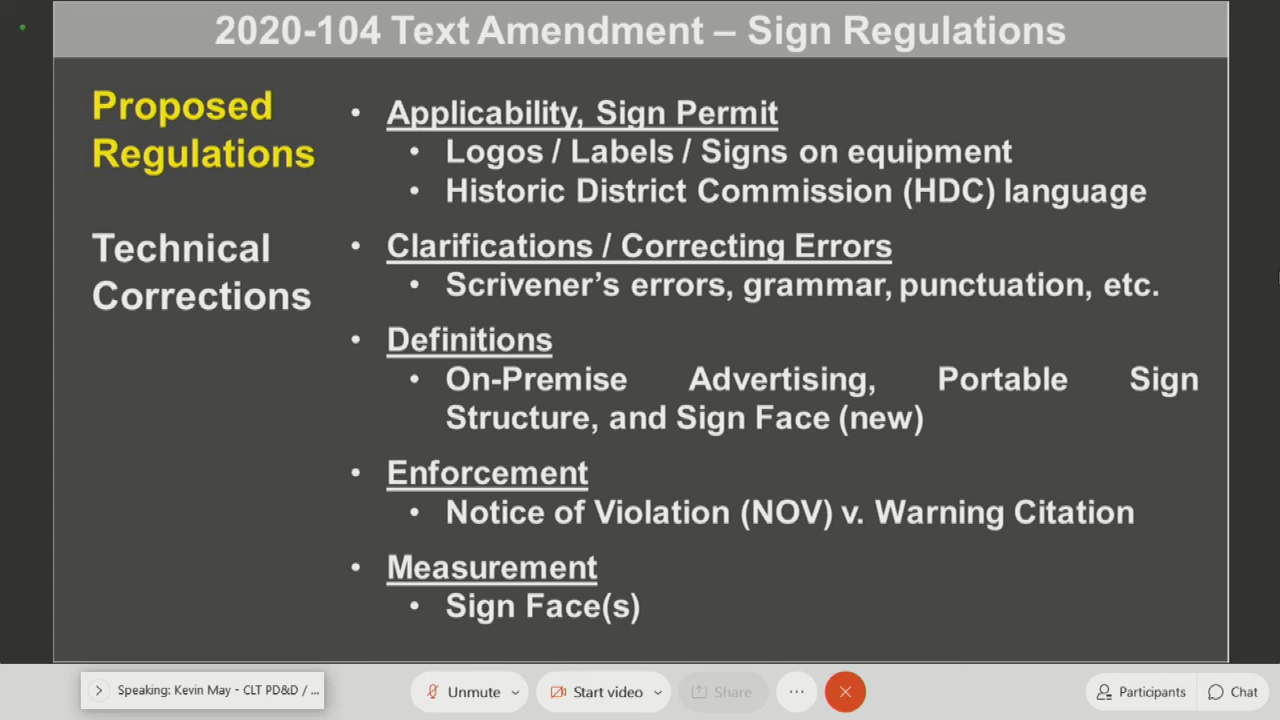 2020-104 Text Amendment – Sign Regulations
Proposed
Regulations
Technical
Corrections
• Applicability, Sign Permit
• Logos / Labels / Signs on equipment
• Historic District Commission (HDC) language
• Clarifications / Correcting Errors
• Scrivener’s errors, grammar, punctuation, etc.
• Definitions
• On-Premise Advertising, Portable Sign
Structure, and Sign Face (new)
• Enforcement
• Notice of Violation (NOV) v. Warning Citation
• Measurement
• Sign Face(s)
Speaking: Kevin May - CLT PD&D / ...
Unmute
Start video
Share
Participants
Chat